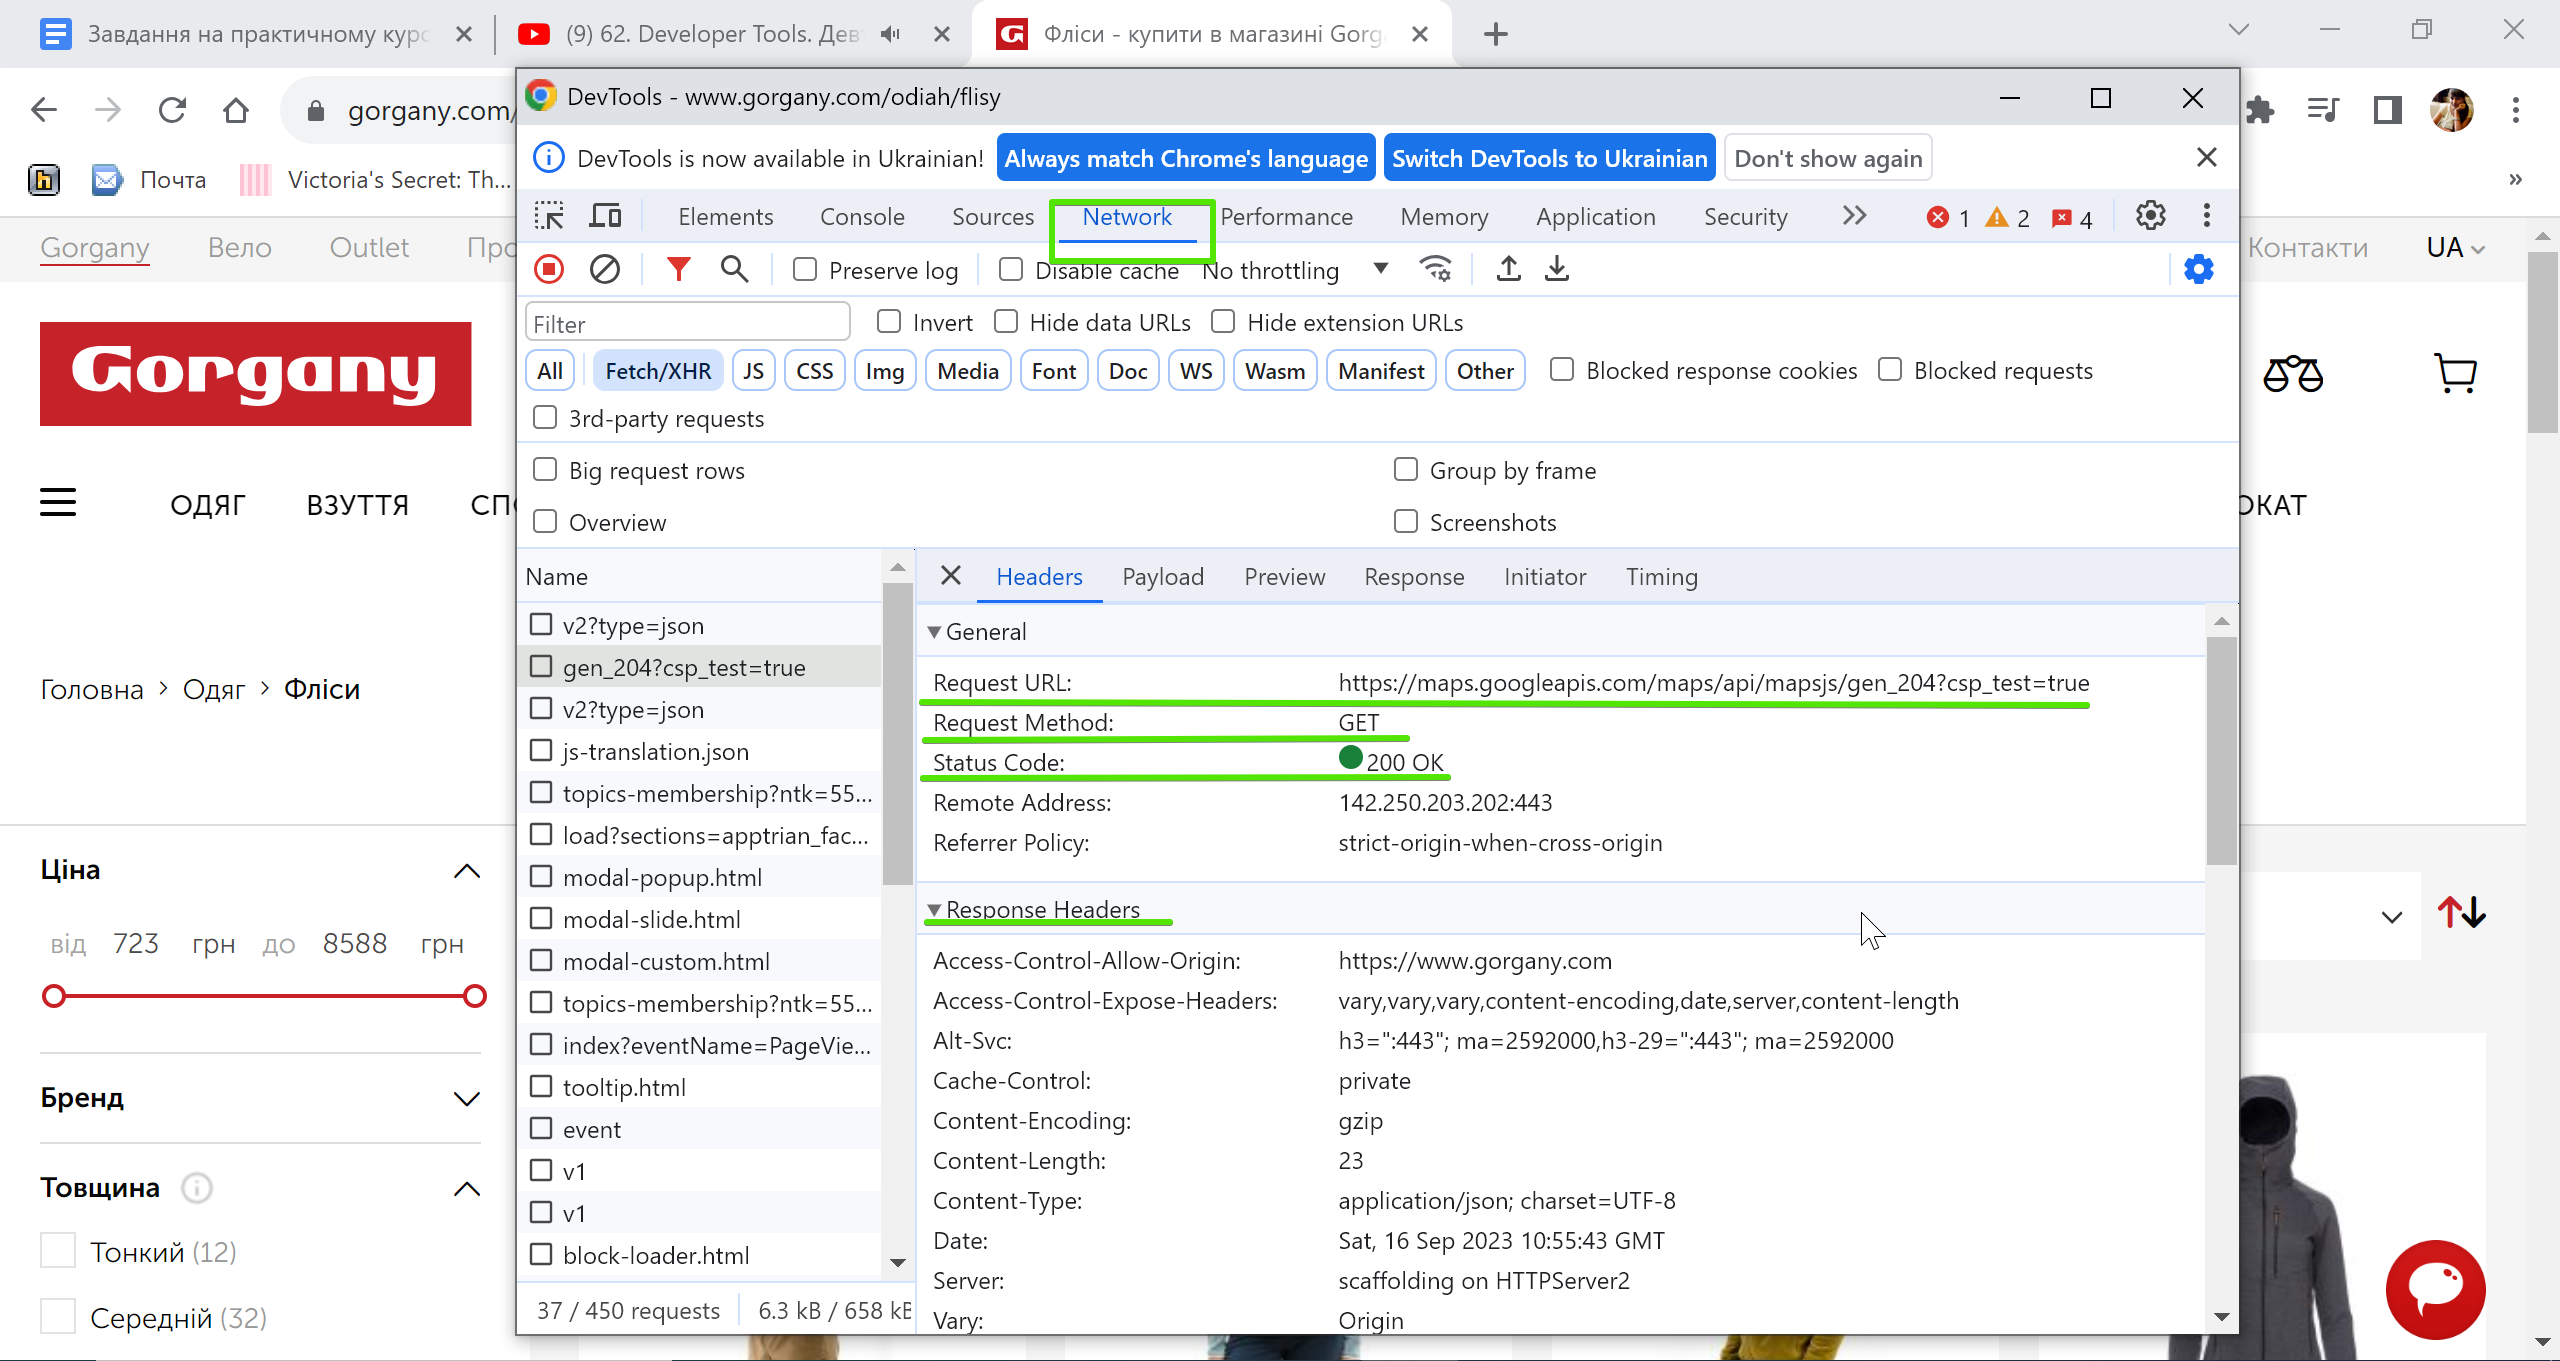 Завдання на практичному курс
(9) 62. Developer Tools. Дев
Фліси - купити в магазині Gorg
gorgany.com/
Почта
Victoria's Secret: Th...
»
DevTools - www.gorgany.com/odiah/flisy
DevTools is now available in Ukrainian!
Always match Chrome's language
Switch DevTools to Ukrainian
Don't show again
Elements
Console
Sources
Network
Performance
Memory
Application
Security
1
2
4
Preserve log
Disable cache
No throttling
Filter
Invert
Hide data URLs
Hide extension URLs
All
Fetch/XHR
JS
CSS
Img
Media
Font
Doc
WS
Wasm
Manifest
Other
Blocked response cookies
Blocked requests
3rd-party requests
Big request rows
Group by frame
Overview
Screenshots
Name
v2?type=json
gen_204?csp_test=true
v2?type=json
js-translation.json
topics-membership?ntk=55...
load?sections=apptrian_fac...
modal-popup.html
modal-slide.html
modal-custom.html
topics-membership?ntk=55...
index?eventName=PageVie...
tooltip.html
event
v1
v1
block-loader.html
37 / 450 requests
6.3 kB / 658 kB
Headers
Payload
Preview
Response
Initiator
Timing
General
Request URL: https://maps.googleapis.com/maps/api/mapsjs/gen_204?csp_test=true
Request Method: GET
Status Code: 200 OK
Remote Address: 142.250.203.202:443
Referrer Policy: strict-origin-when-cross-origin
Response Headers
Access-Control-Allow-Origin: https://www.gorgany.com
Access-Control-Expose-Headers: vary,vary,vary,content-encoding,date,server,content-length
Alt-Svc: h3=":443"; ma=2592000,h3-29=":443"; ma=2592000
Cache-Control: private
Content-Encoding: gzip
Content-Length: 23
Content-Type: application/json; charset=UTF-8
Date: Sat, 16 Sep 2023 10:55:43 GMT
Server: scaffolding on HTTPServer2
Vary: Origin
Gorgany
Вело
Outlet
Про
Контакти
UA
Gorgany
ОДЯГ
ВЗУТТЯ
СПО
ОКАТ
Головна > Одяг > Фліси
Ціна
від 723 грн до 8588 грн
Бренд
Товщина
Тонкий (12)
Середній (32)